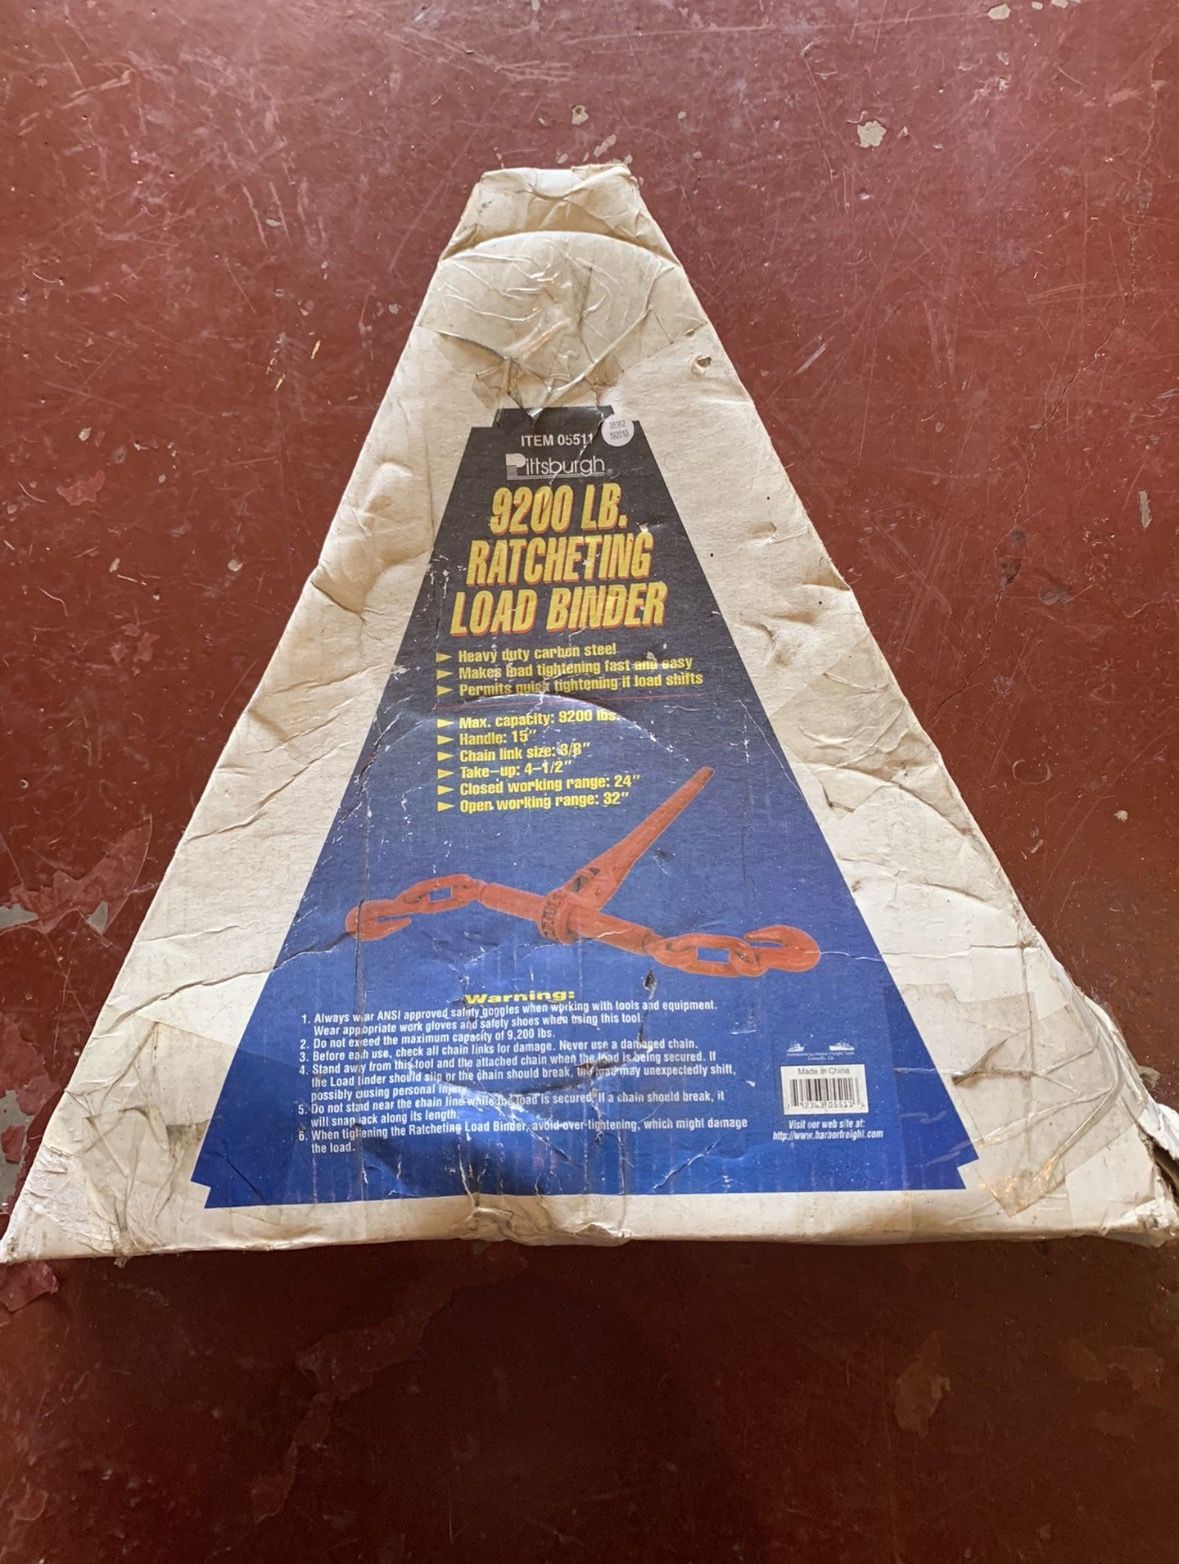 ITEM 05511
38382
192010
Pittsburgh
9200 LB.
RATCHETING
LOAD BINDER
Heavy duty carbon steel
Makes load tightening fast and easy
Permits quick tightening if load shifts
Max. capacity: 9200 lbs.
Handle: 15"
Chain link size: 3/8"
Take-up: 4-1/2"
Closed working range: 24"
Open working range: 32"
Warning:
1. Always wear ANSI approved safety goggles when working with tools and equipment.
Wear appropriate work gloves and safety shoes when using this tool.
2. Do not exceed the maximum capacity of 9,200 lbs.
3. Before each use, check all chain links for damage. Never use a damaged chain.
4. Stand away from this tool and the attached chain when the load is being secured. If
the Load Binder should slip or the chain should break, the load may unexpectedly shift,
possibly causing personal injury.
5. Do not stand near the chain line while the load is secured. If a chain should break, it
will snap back along its length.
6. When tightening the Ratcheting Load Binder, avoid over-tightening, which might damage
the load.
Distributed by Harbor Freight Tools
Made in China
Visit our web site at:
http://www.harborfreight.com